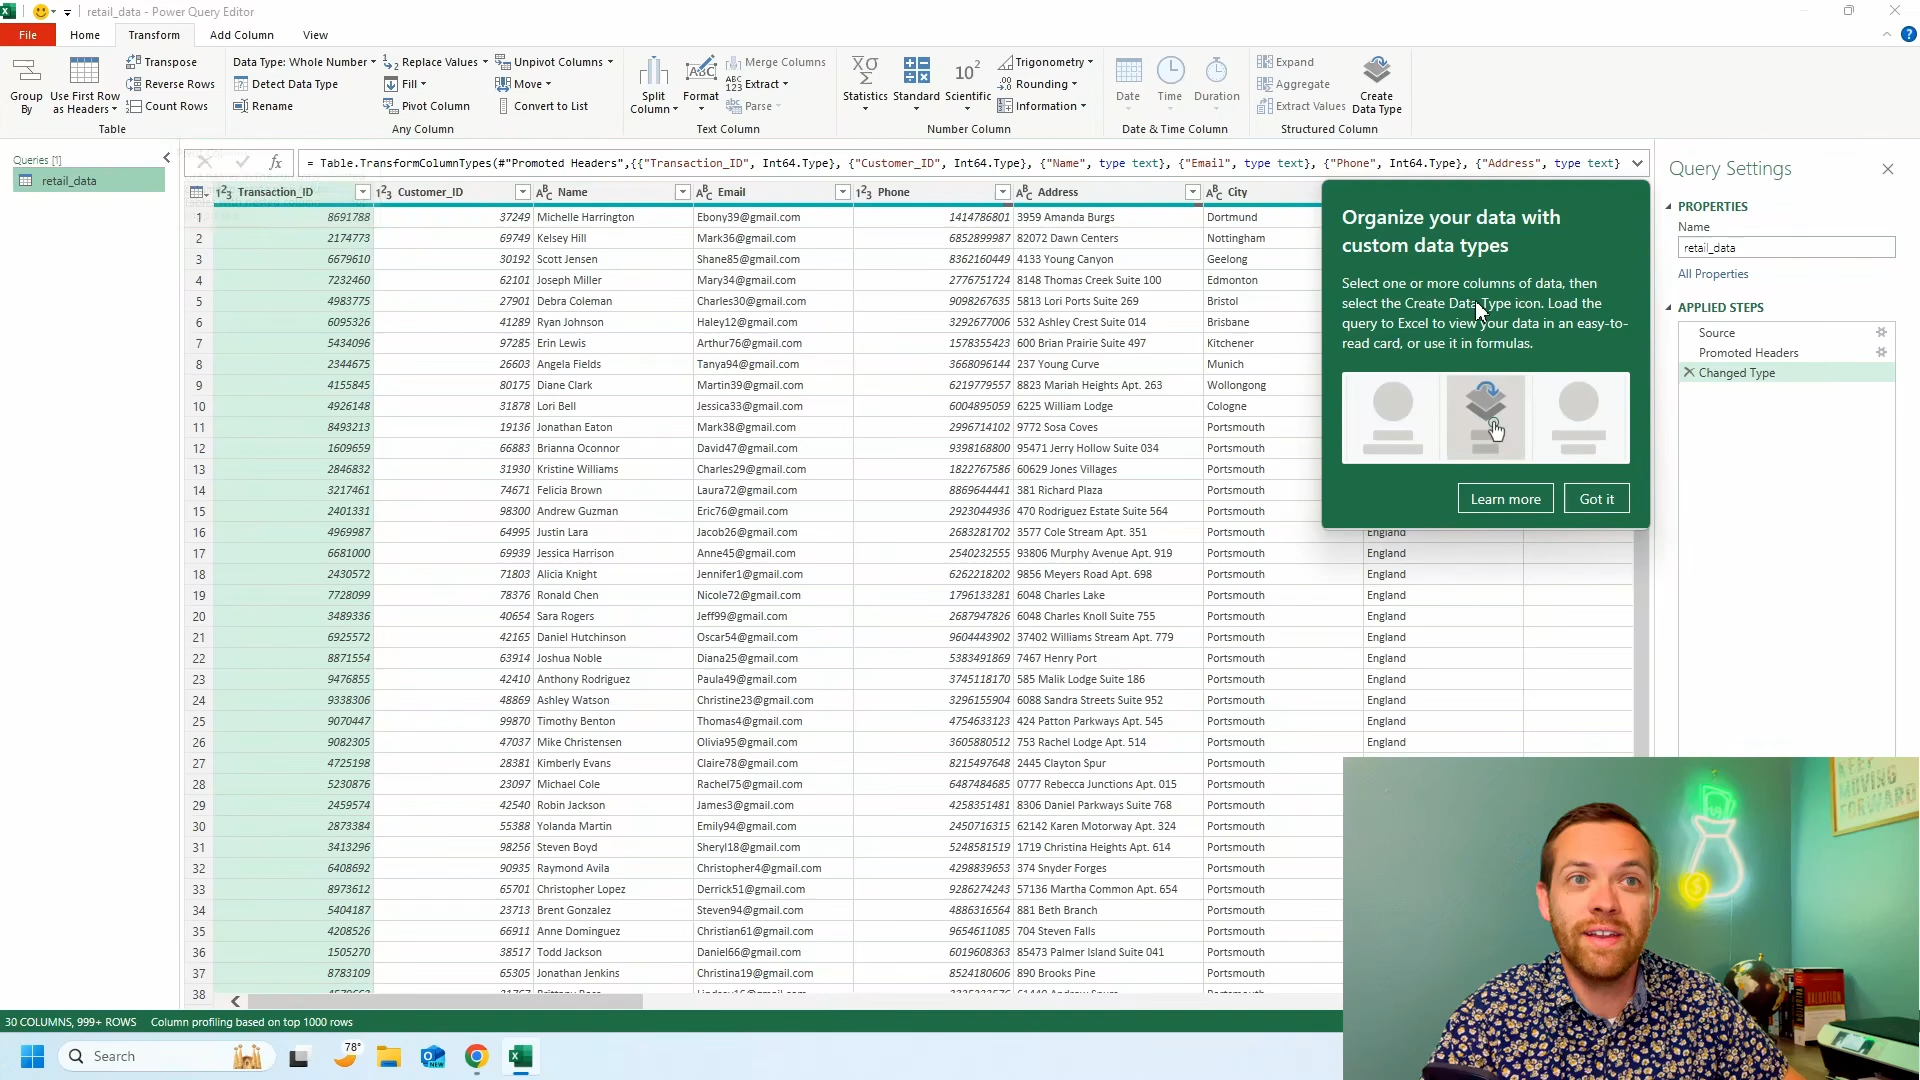 retail_data - Power Query Editor
File Home Transform Add Column View
Group By
Use First Row as Headers
Transpose
Reverse Rows
Count Rows
Table
Data Type: Whole Number
Detect Data Type
Rename
Replace Values
Fill
Pivot Column
Unpivot Columns
Move
Convert to List
Any Column
Split Column
Format
Merge Columns
Extract
Parse
Text Column
Statistics
Standard
Scientific
Trigonometry
Rounding
Information
Number Column
Date
Time
Duration
Date & Time Column
Expand
Aggregate
Extract Values
Create Data Type
Structured Column
Queries [1]
retail_data
fx = Table.TransformColumnTypes(#"Promoted Headers",{{"Transaction_ID", Int64.Type}, {"Customer_ID", Int64.Type}, {"Name", type text}, {"Email", type text}, {"Phone", Int64.Type}, {"Address", type text}
Transaction_ID Customer_ID Name Email Phone Address City
1 8691788 37249 Michelle Harrington Ebony39@gmail.com 1414786801 3959 Amanda Burgs Dortmund
2 2174773 69749 Kelsey Hill Mark36@gmail.com 6852899987 82072 Dawn Centers Nottingham
3 6679610 30192 Scott Jensen Shane85@gmail.com 8362160449 4133 Young Canyon Geelong
4 7232460 62101 Joseph Miller Mary34@gmail.com 2776751724 8148 Thomas Creek Suite 100 Edmonton
5 4983775 27901 Debra Coleman Charles30@gmail.com 9098267635 5813 Lori Ports Suite 269 Bristol
6 6095326 41289 Ryan Johnson Haley12@gmail.com 3292677006 532 Ashley Crest Suite 014 Brisbane
7 5434096 97285 Erin Lewis Arthur76@gmail.com 1578355423 600 Brian Prairie Suite 497 Kitchener
8 2344675 26603 Angela Fields Tanya94@gmail.com 3668096144 237 Young Curve Munich
9 4155845 80175 Diane Clark Martin39@gmail.com 6219779557 8823 Mariah Heights Apt. 263 Wollongong
10 4926148 31878 Lori Bell Jessica33@gmail.com 6004895059 6225 William Lodge Cologne
11 8493213 19136 Jonathan Eaton Mark38@gmail.com 2996714102 9772 Sosa Coves Portsmouth
12 1609659 66883 Brianna Oconnor David47@gmail.com 9398168800 95471 Jerry Hollow Suite 034 Portsmouth
13 2846832 31930 Kristine Williams Charles29@gmail.com 1822767586 60629 Jones Villages Portsmouth
14 3217461 74671 Felicia Brown Laura72@gmail.com 8869644441 381 Richard Plaza Portsmouth
15 2401331 98300 Andrew Guzman Eric76@gmail.com 2923044936 470 Rodriguez Estate Suite 564 Portsmouth
16 4969987 64995 Justin Lara Jacob26@gmail.com 2683281702 3577 Cole Stream Apt. 351 Portsmouth England
17 6681000 69939 Jessica Harrison Anne45@gmail.com 2540232555 93806 Murphy Avenue Apt. 919 Portsmouth England
18 2430572 71803 Alicia Knight Jennifer1@gmail.com 6262218202 9856 Meyers Road Apt. 698 Portsmouth England
19 7728099 78376 Ronald Chen Nicole72@gmail.com 1796133281 6048 Charles Lake Portsmouth England
20 3489336 40654 Sara Rogers Jeff99@gmail.com 2687947826 6048 Charles Knoll Suite 755 Portsmouth England
21 6925572 42165 Daniel Hutchinson Oscar54@gmail.com 9604443902 37402 Williams Stream Apt. 779 Portsmouth England
22 8871554 63914 Joshua Noble Diana25@gmail.com 5383491869 7467 Henry Port Portsmouth England
23 9476855 42410 Anthony Rodriguez Paula49@gmail.com 3745118170 585 Malik Lodge Suite 186 Portsmouth England
24 9338306 48869 Ashley Watson Christine23@gmail.com 3296155904 6088 Sandra Streets Suite 952 Portsmouth England
25 9070447 99870 Timothy Benton Thomas4@gmail.com 4754633123 424 Patton Parkways Apt. 545 Portsmouth England
26 9082305 47037 Mike Christensen Olivia95@gmail.com 3605880512 753 Rachel Lodge Apt. 514 Portsmouth England
27 4725198 28381 Kimberly Evans Claire78@gmail.com 8215497648 2445 Clayton Spur Portsmouth
28 5230876 23097 Michael Cole Rachel75@gmail.com 6487484685 0777 Rebecca Junctions Apt. 015 Portsmouth
29 2459574 42540 Robin Jackson James3@gmail.com 4258351481 8306 Daniel Parkways Suite 768 Portsmouth
30 2873384 55388 Yolanda Martin Emily94@gmail.com 2450716315 62142 Karen Motorway Apt. 324 Portsmouth
31 3413296 98256 Steven Boyd Sheryl18@gmail.com 5248581519 1719 Christina Heights Apt. 614 Portsmouth
32 6408692 90935 Raymond Avila Christopher4@gmail.com 4298839653 374 Snyder Forges Portsmouth
33 8973612 65701 Christopher Lopez Derrick51@gmail.com 9286274243 57136 Martha Common Apt. 654 Portsmouth
34 5404187 23713 Brent Gonzalez Steven94@gmail.com 4886316564 881 Beth Branch Portsmouth
35 4208526 66911 Anne Dominguez Christian61@gmail.com 9654611085 704 Steven Falls Portsmouth
36 1505270 38517 Todd Jackson Daniel66@gmail.com 6019608363 85473 Palmer Island Suite 041 Portsmouth
37 8783109 65305 Jonathan Jenkins Christina19@gmail.com 8524180606 890 Brooks Pine Portsmouth
38
Organize your data with
custom data types
Select one or more columns of data, then
select the Create Data Type icon. Load the
query to Excel to view your data in an easy-to-
read card, or use it in formulas.
Learn more Got it
Query Settings
PROPERTIES
Name
retail_data
All Properties
APPLIED STEPS
Source
Promoted Headers
Changed Type
KEEP
MOVING
FORWARD
VALUATION
30 COLUMNS, 999+ ROWS Column profiling based on top 1000 rows
Search
78°